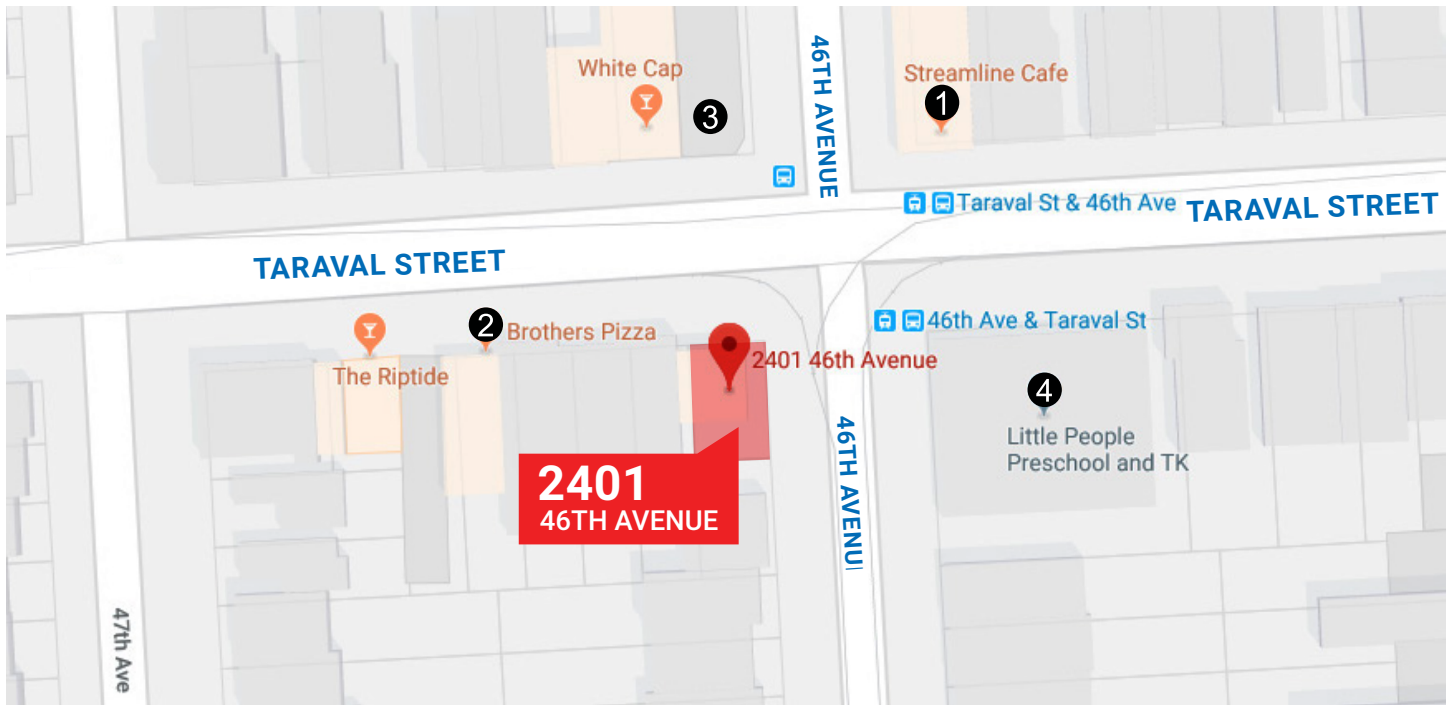 White Cap
3
46TH AVENUE
Streamline Cafe
1
Taraval St & 46th Ave
TARAVAL STREET
TARAVAL STREET
2
Brothers Pizza
46th Ave & Taraval St
The Riptide
2401 46th Avenue
4
Little People
Preschool and TK
2401
46TH AVENUE
46TH AVENU
47th Ave